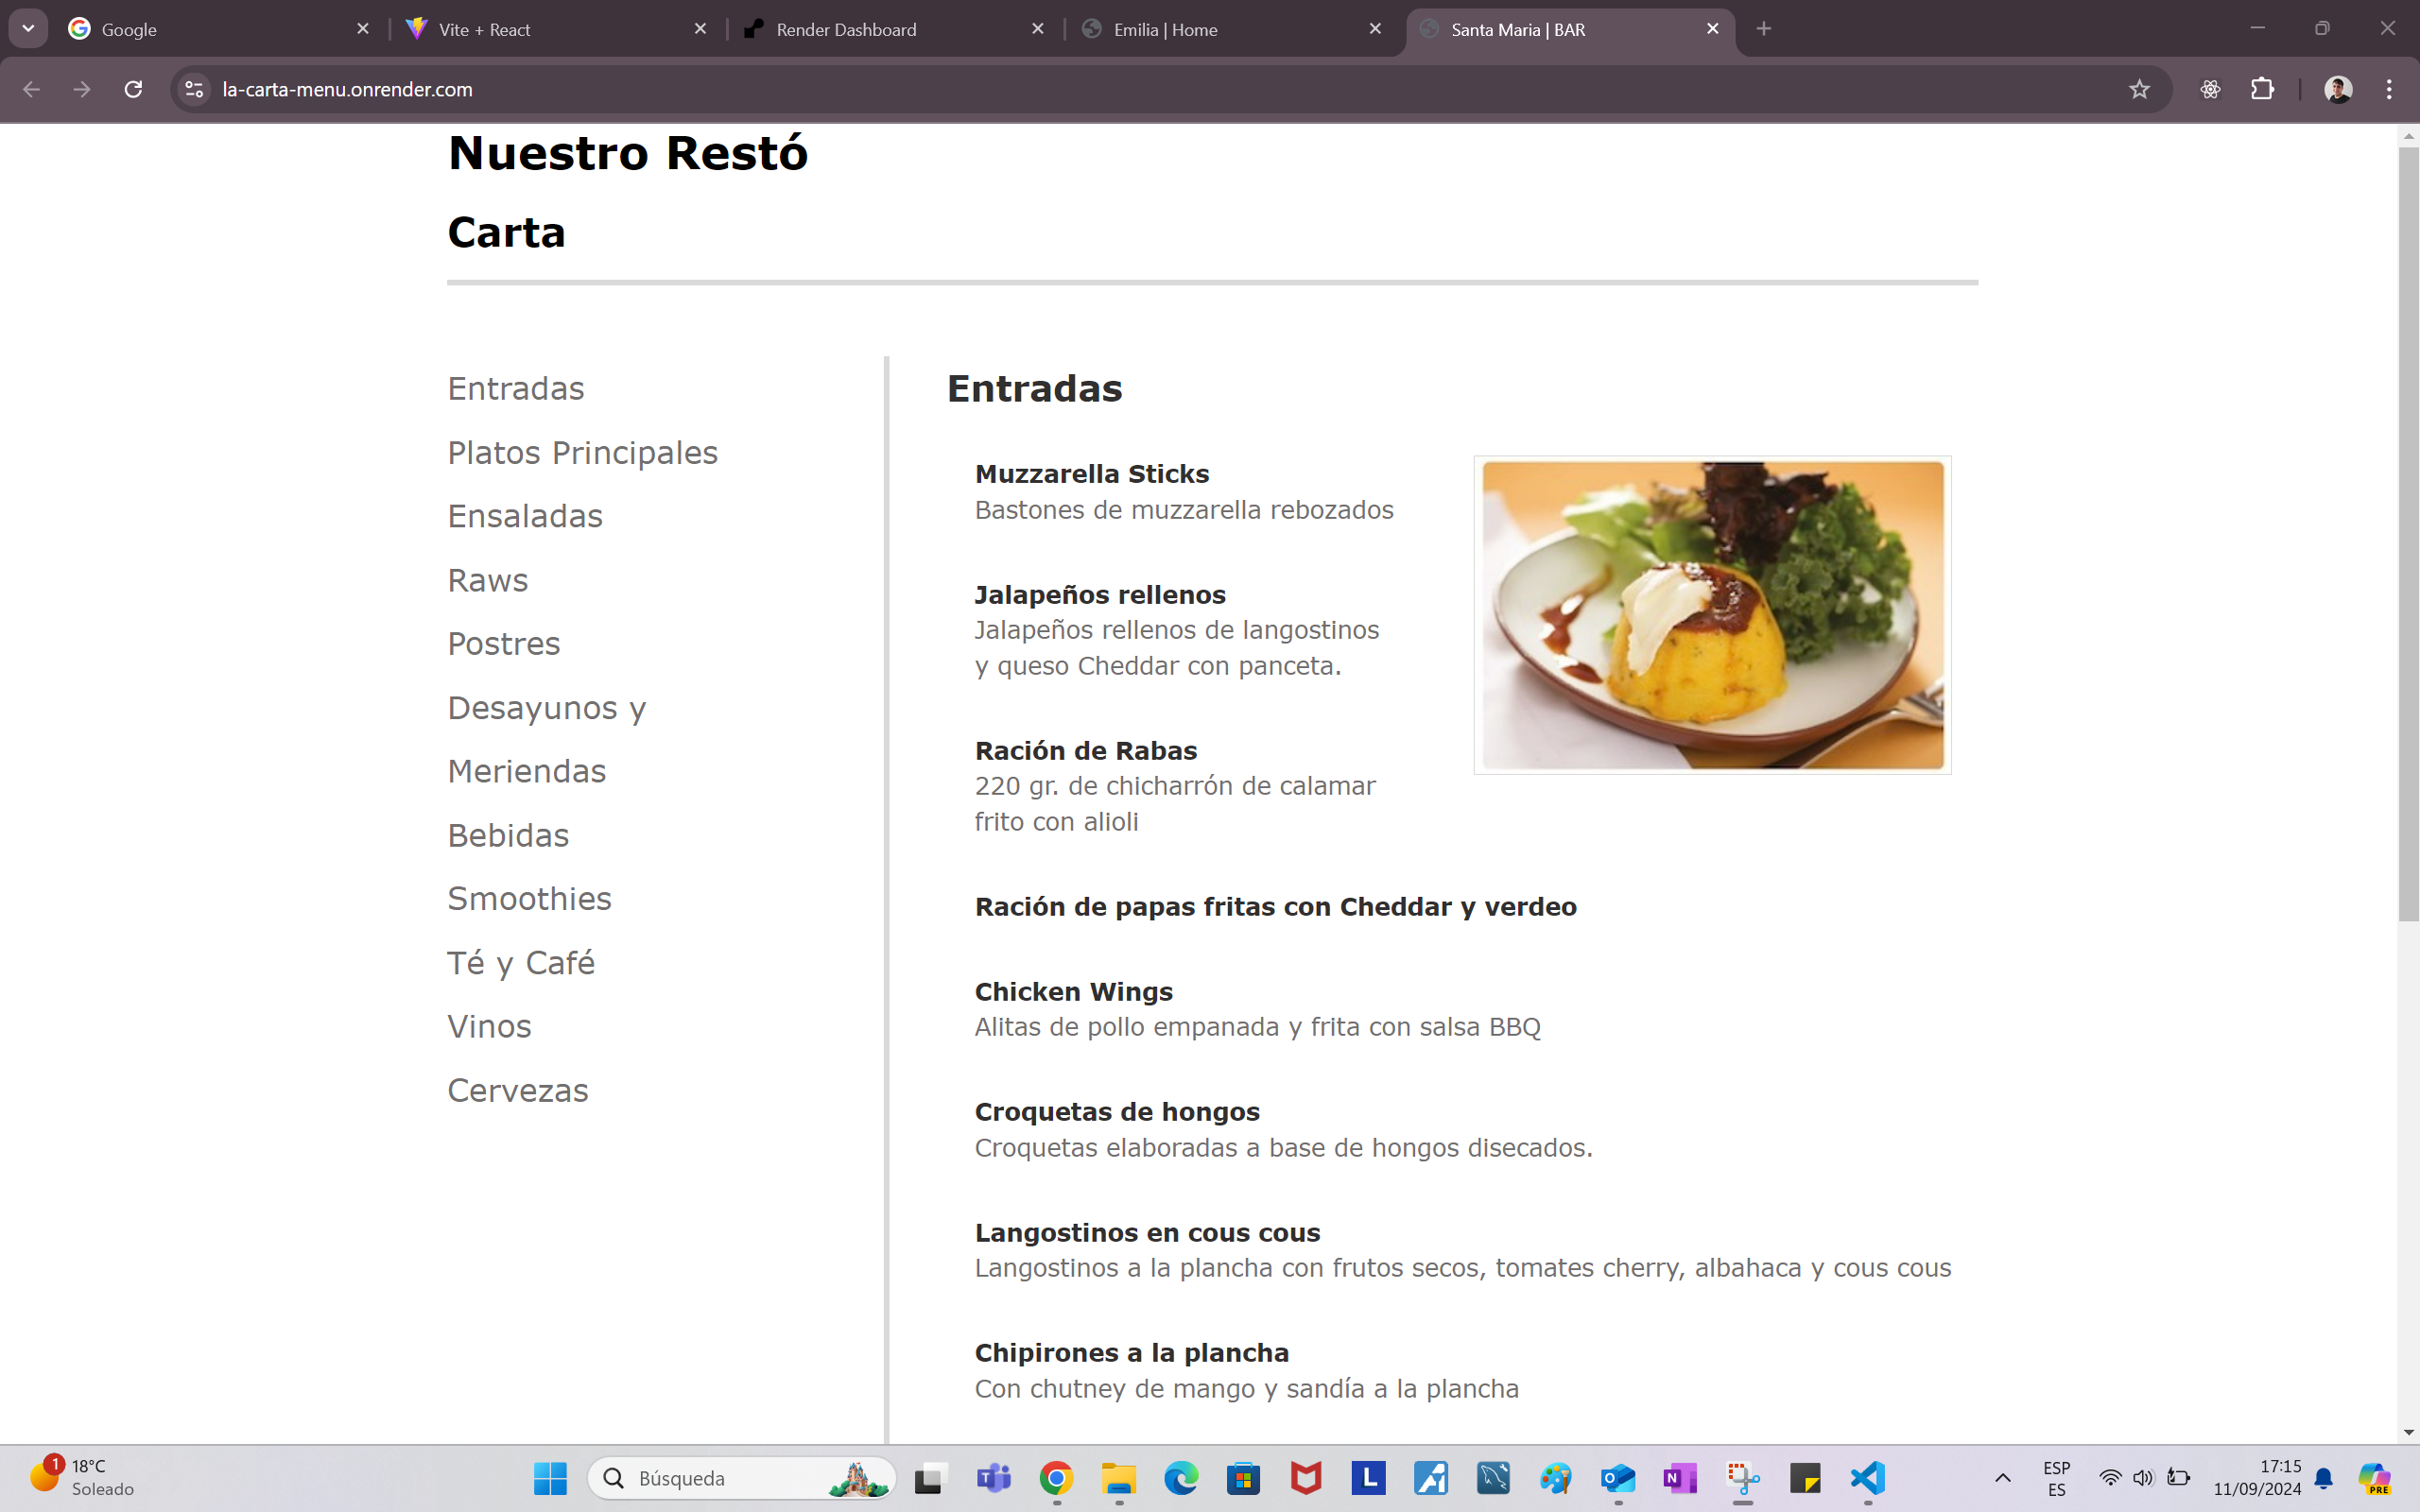 Google
Vite + React
Render Dashboard
Emilia | Home
Santa Maria | BAR
la-carta-menu.onrender.com
Nuestro Restó
Carta
Entradas
Platos Principales
Ensaladas
Raws
Postres
Desayunos y
Meriendas
Bebidas
Smoothies
Té y Café
Vinos
Cervezas
Entradas
Muzzarella Sticks
Bastones de muzzarella rebozados
Jalapeños rellenos
Jalapeños rellenos de langostinos
y queso Cheddar con panceta.
Ración de Rabas
220 gr. de chicharrón de calamar
frito con alioli
Ración de papas fritas con Cheddar y verdeo
Chicken Wings
Alitas de pollo empanada y frita con salsa BBQ
Croquetas de hongos
Croquetas elaboradas a base de hongos disecados.
Langostinos en cous cous
Langostinos a la plancha con frutos secos, tomates cherry, albahaca y cous cous
Chipirones a la plancha
Con chutney de mango y sandía a la plancha
1
18°C
Soleado
Búsqueda
T
L
O
N
ESP
ES
17:15
11/09/2024
PRE